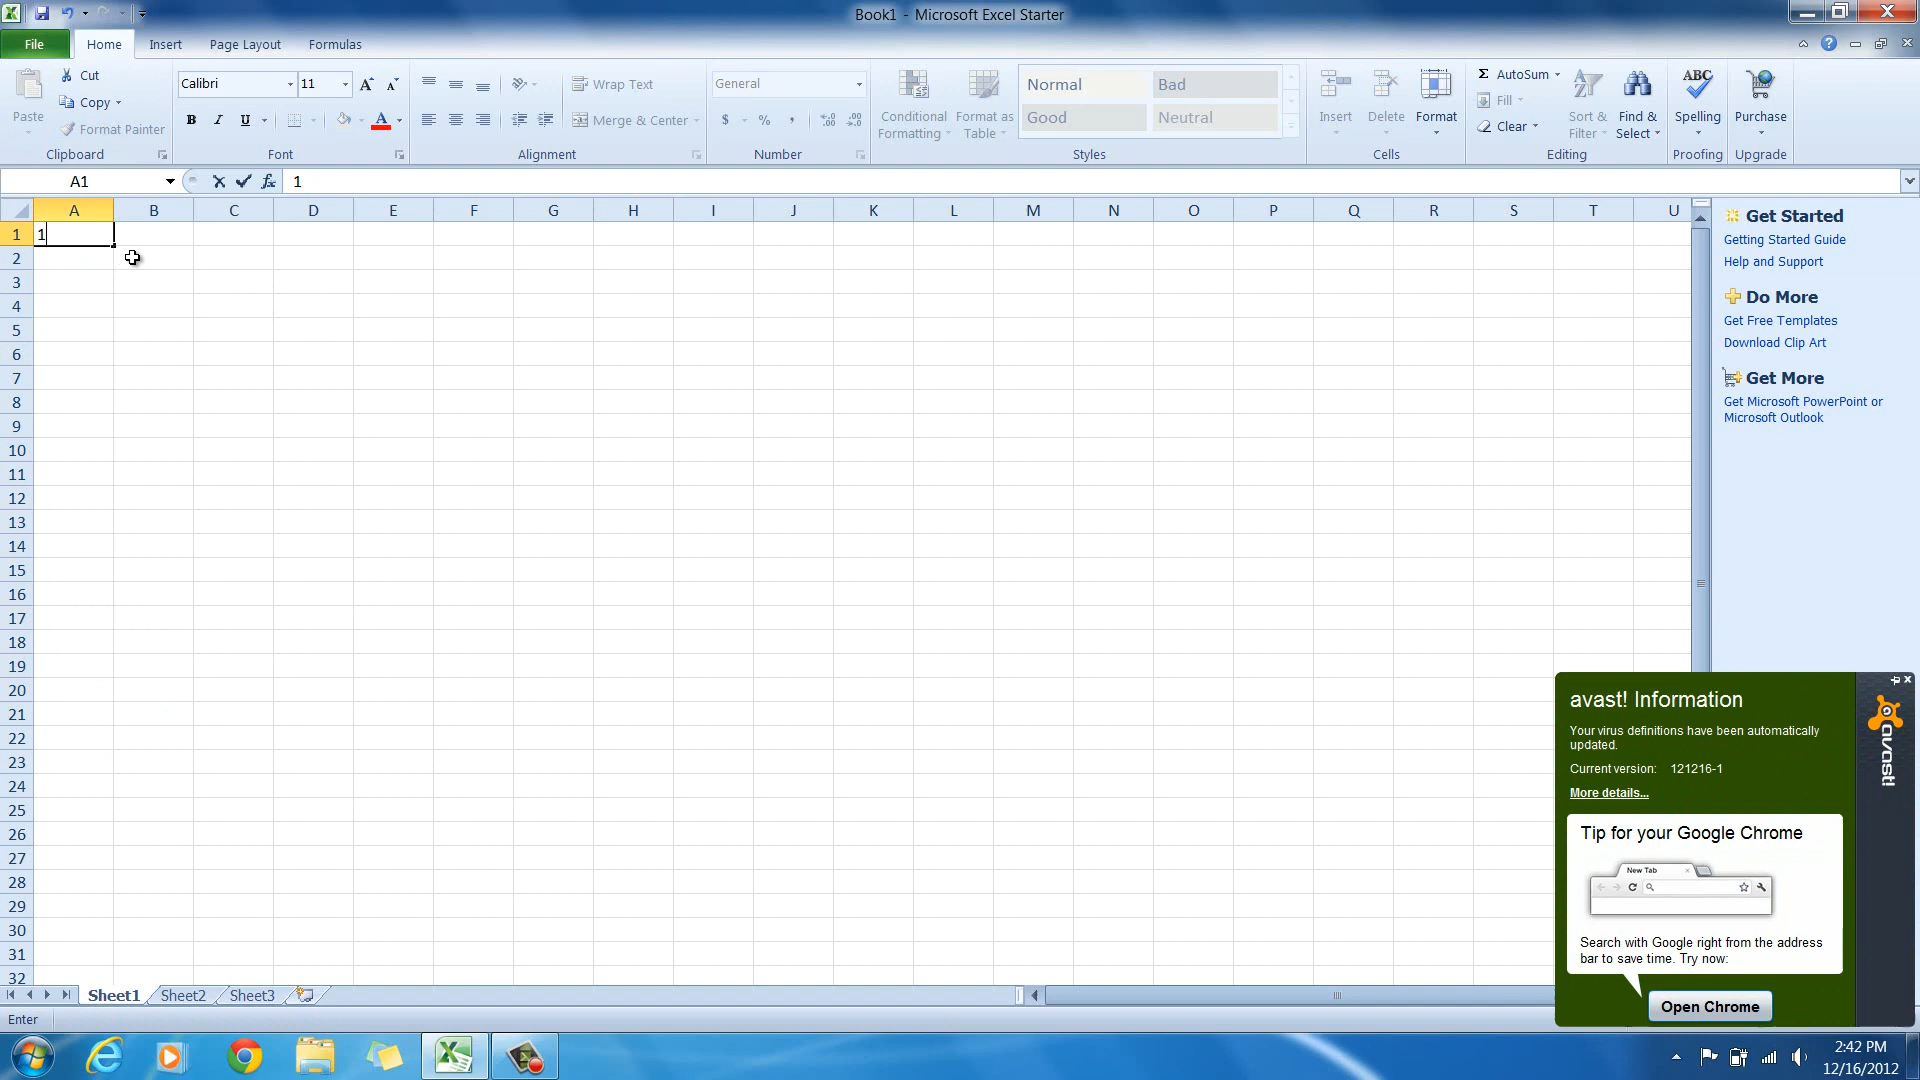 Book1 - Microsoft Excel Starter
File Home Insert Page Layout Formulas
Paste
Cut
Copy
Format Painter
Clipboard
Calibri 11
B I U A
Font
Wrap Text
Merge & Center
Alignment
General
$ % ,
Number
Conditional Formatting
Format as Table
Normal Bad
Good Neutral
Styles
Insert Delete Format
Cells
Σ AutoSum
Fill
Clear
Sort & Filter
Find & Select
Editing
ABC
Spelling
Proofing
Purchase
Upgrade
A1 fx 1
A B C D E F G H I J K L M N O P Q R S T U
1 1
2
3
4
5
6
7
8
9
10
11
12
13
14
15
16
17
18
19
20
21
22
23
24
25
26
27
28
29
30
31
32
Get Started
Getting Started Guide
Help and Support
Do More
Get Free Templates
Download Clip Art
Get More
Get Microsoft PowerPoint or
Microsoft Outlook
avast! Information
Your virus definitions have been automatically
updated.
Current version: 121216-1
More details...
avast!
Tip for your Google Chrome
New Tab
Search with Google right from the address
bar to save time. Try now:
Open Chrome
Sheet1 Sheet2 Sheet3
Enter
2:42 PM
12/16/2012